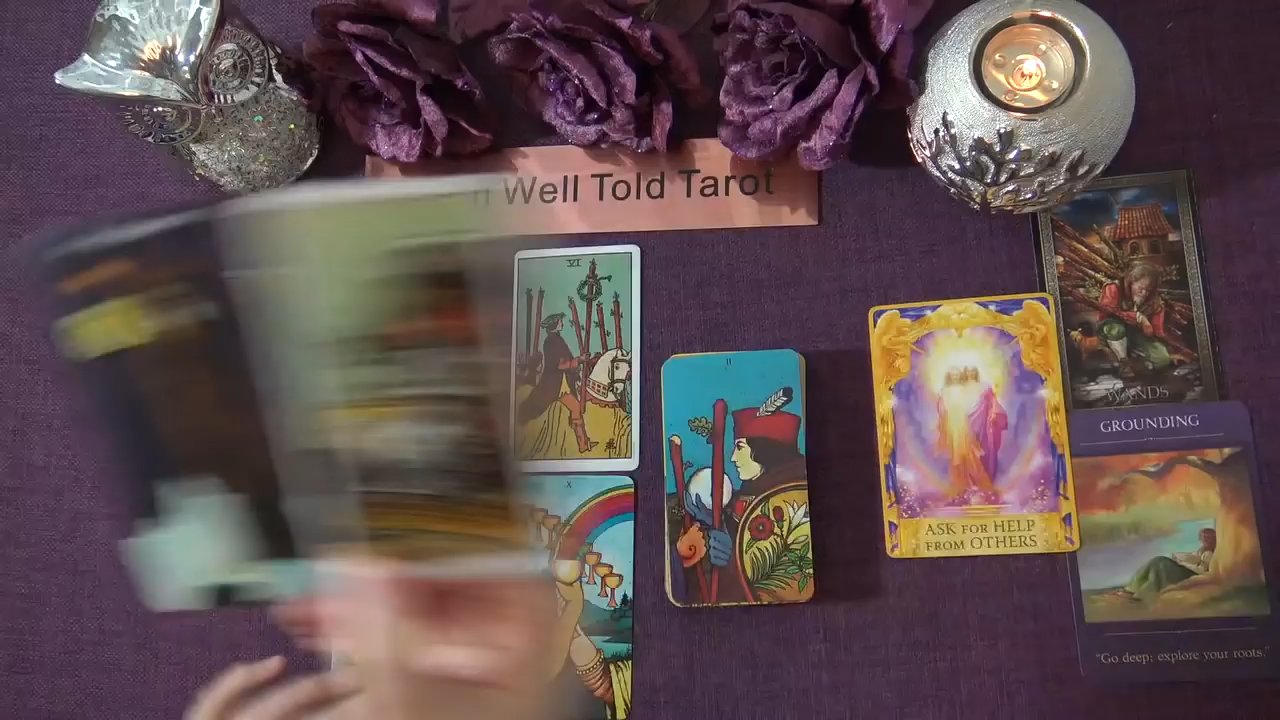 Well Told Tarot
VI
II
X
WANDS
ASK FOR HELP
FROM OTHERS
GROUNDING
"Go deep; explore your roots."